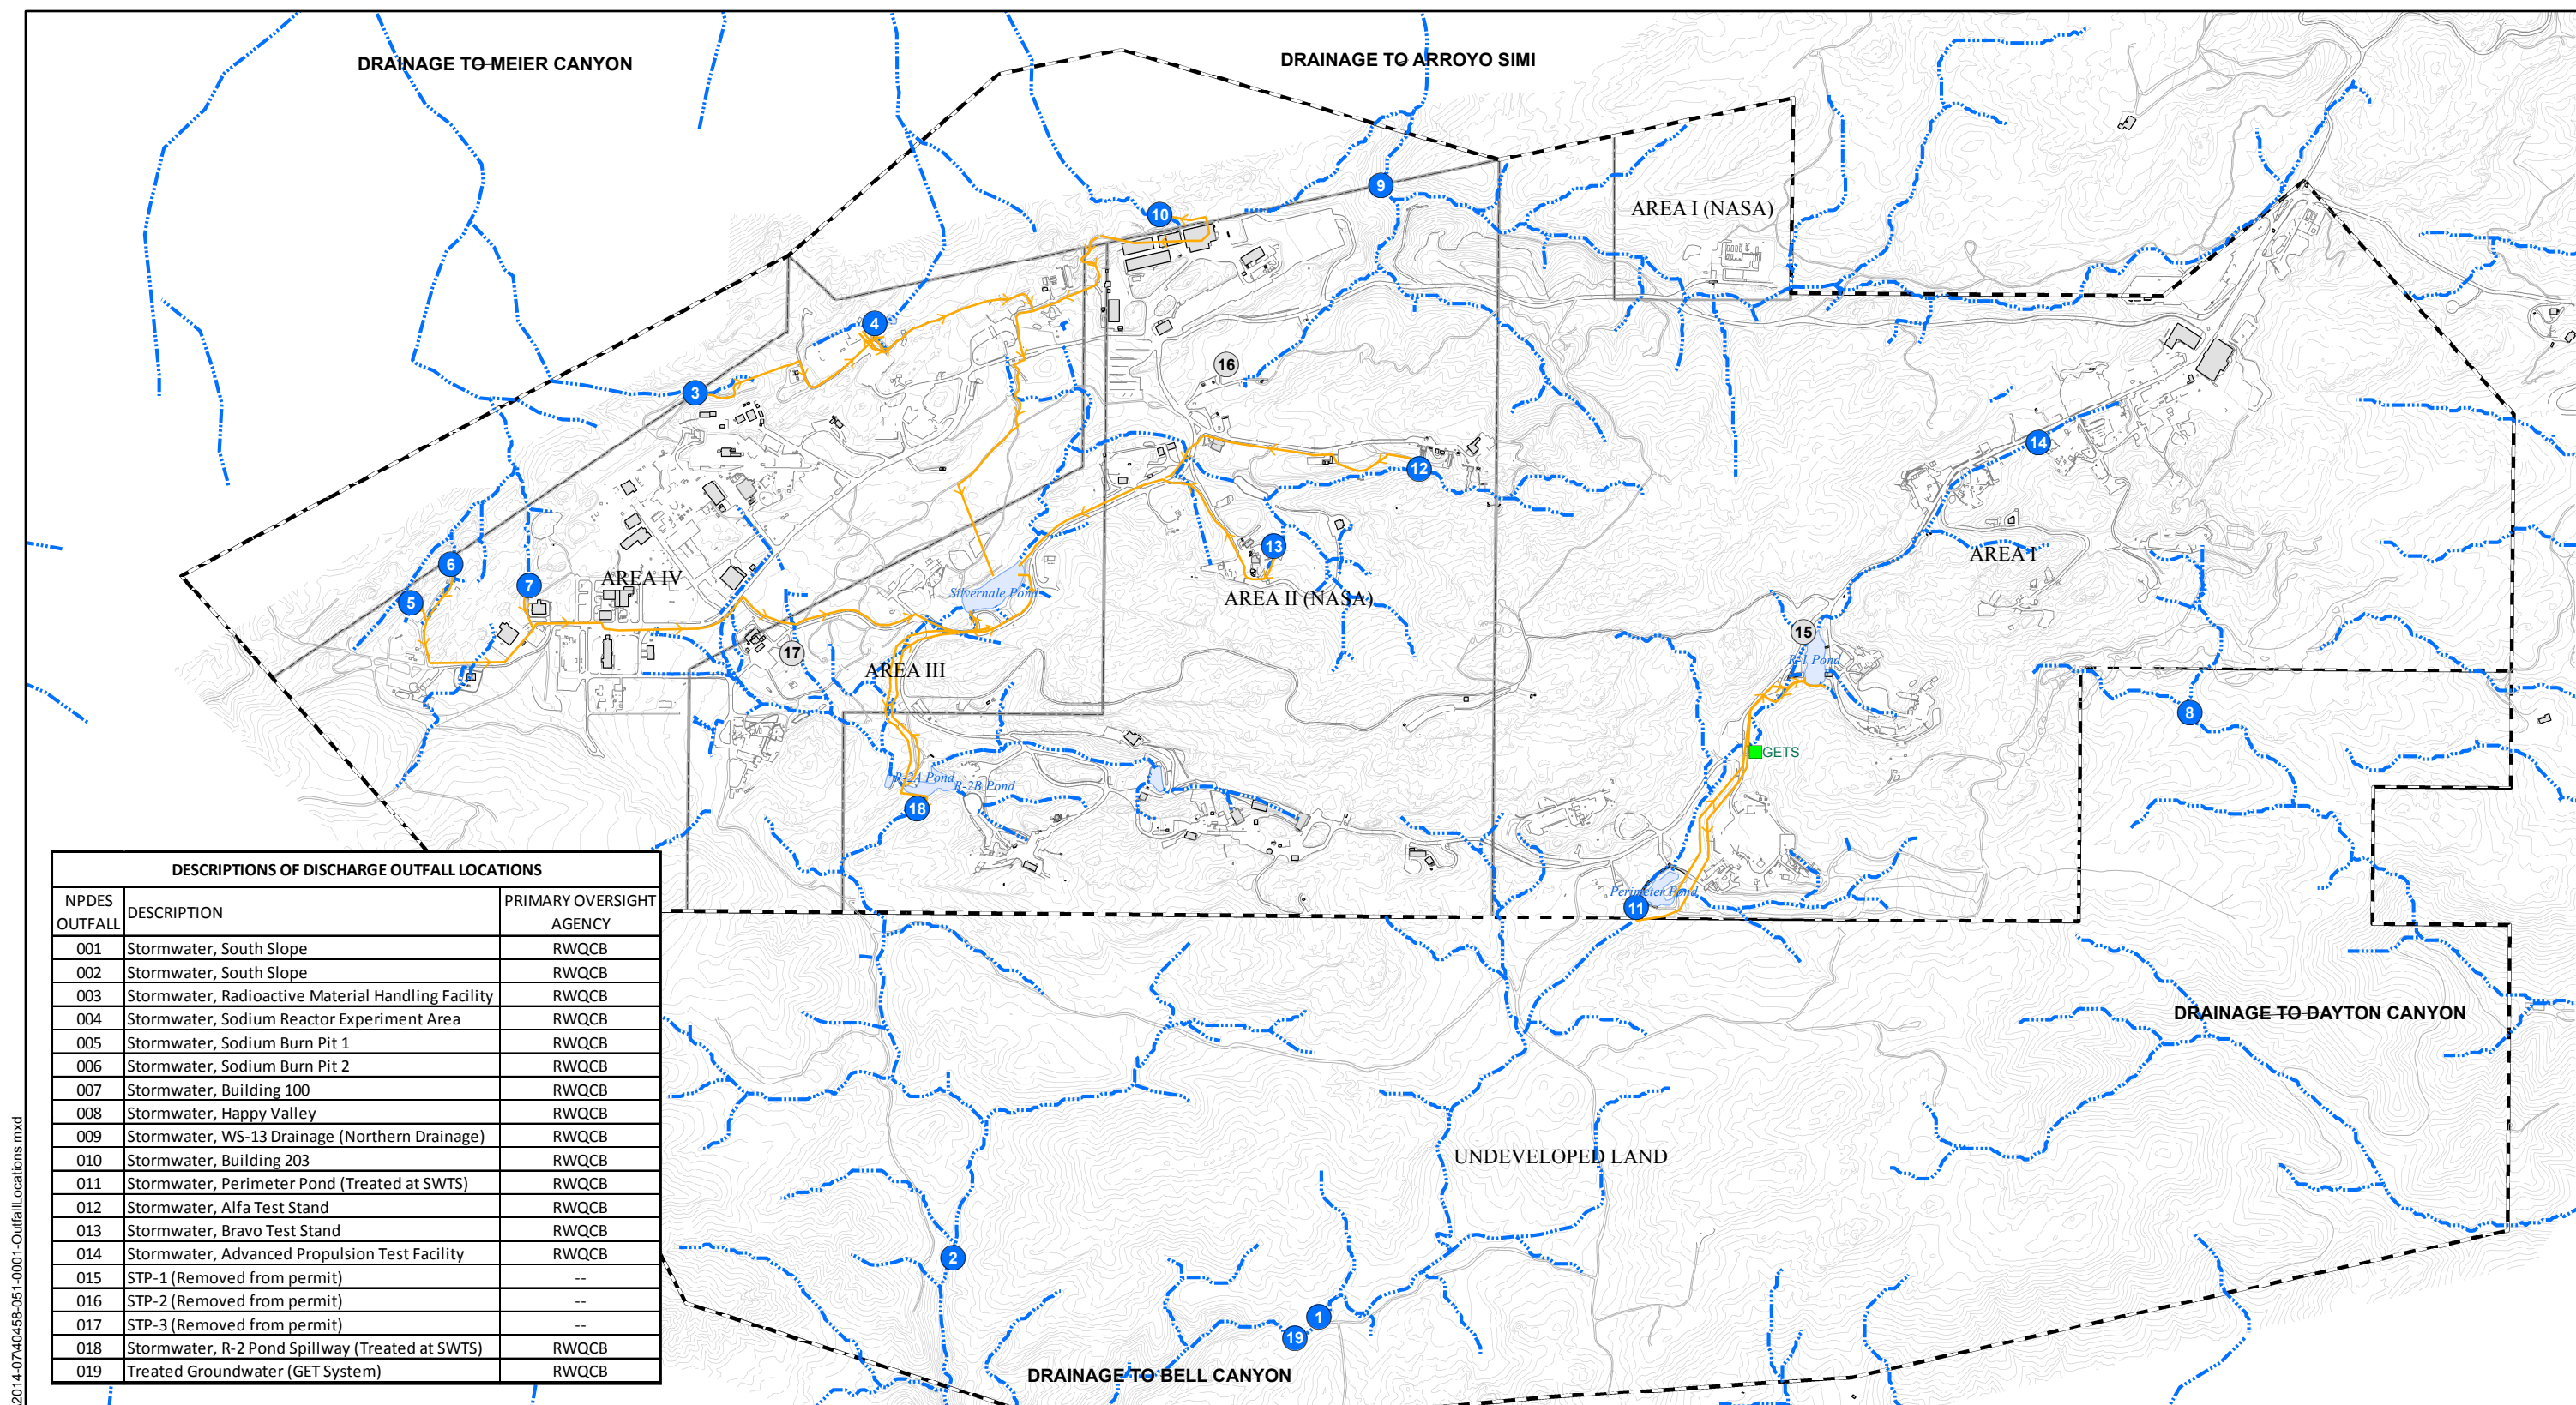 DRAINAGE TO MEIER CANYON
DRAINAGE TO ARROYO SIMI
9
AREA I (NASA)
10
4
16
3
14
12
13
6
AREA I
7
AREA IV
5
Silvernale Pond
AREA II (NASA)
15
17
R-1 Pond
AREA III
8
GETS
R-2A Pond
R-2B Pond
18
Perimeter Pond
11
DESCRIPTIONS OF DISCHARGE OUTFALL LOCATIONS
NPDES OUTFALL DESCRIPTION PRIMARY OVERSIGHT AGENCY
001 Stormwater, South Slope RWQCB
002 Stormwater, South Slope RWQCB
003 Stormwater, Radioactive Material Handling Facility RWQCB
004 Stormwater, Sodium Reactor Experiment Area RWQCB
005 Stormwater, Sodium Burn Pit 1 RWQCB
006 Stormwater, Sodium Burn Pit 2 RWQCB
007 Stormwater, Building 100 RWQCB
008 Stormwater, Happy Valley RWQCB
009 Stormwater, WS-13 Drainage (Northern Drainage) RWQCB
010 Stormwater, Building 203 RWQCB
011 Stormwater, Perimeter Pond (Treated at SWTS) RWQCB
012 Stormwater, Alfa Test Stand RWQCB
013 Stormwater, Bravo Test Stand RWQCB
014 Stormwater, Advanced Propulsion Test Facility RWQCB
015 STP-1 (Removed from permit) --
016 STP-2 (Removed from permit) --
017 STP-3 (Removed from permit) --
018 Stormwater, R-2 Pond Spillway (Treated at SWTS) RWQCB
019 Treated Groundwater (GET System) RWQCB
DRAINAGE TO DAYTON CANYON
UNDEVELOPED LAND
2
1
19
DRAINAGE TO BELL CANYON
2014-0740458-051-0001-OutfallLocations.mxd